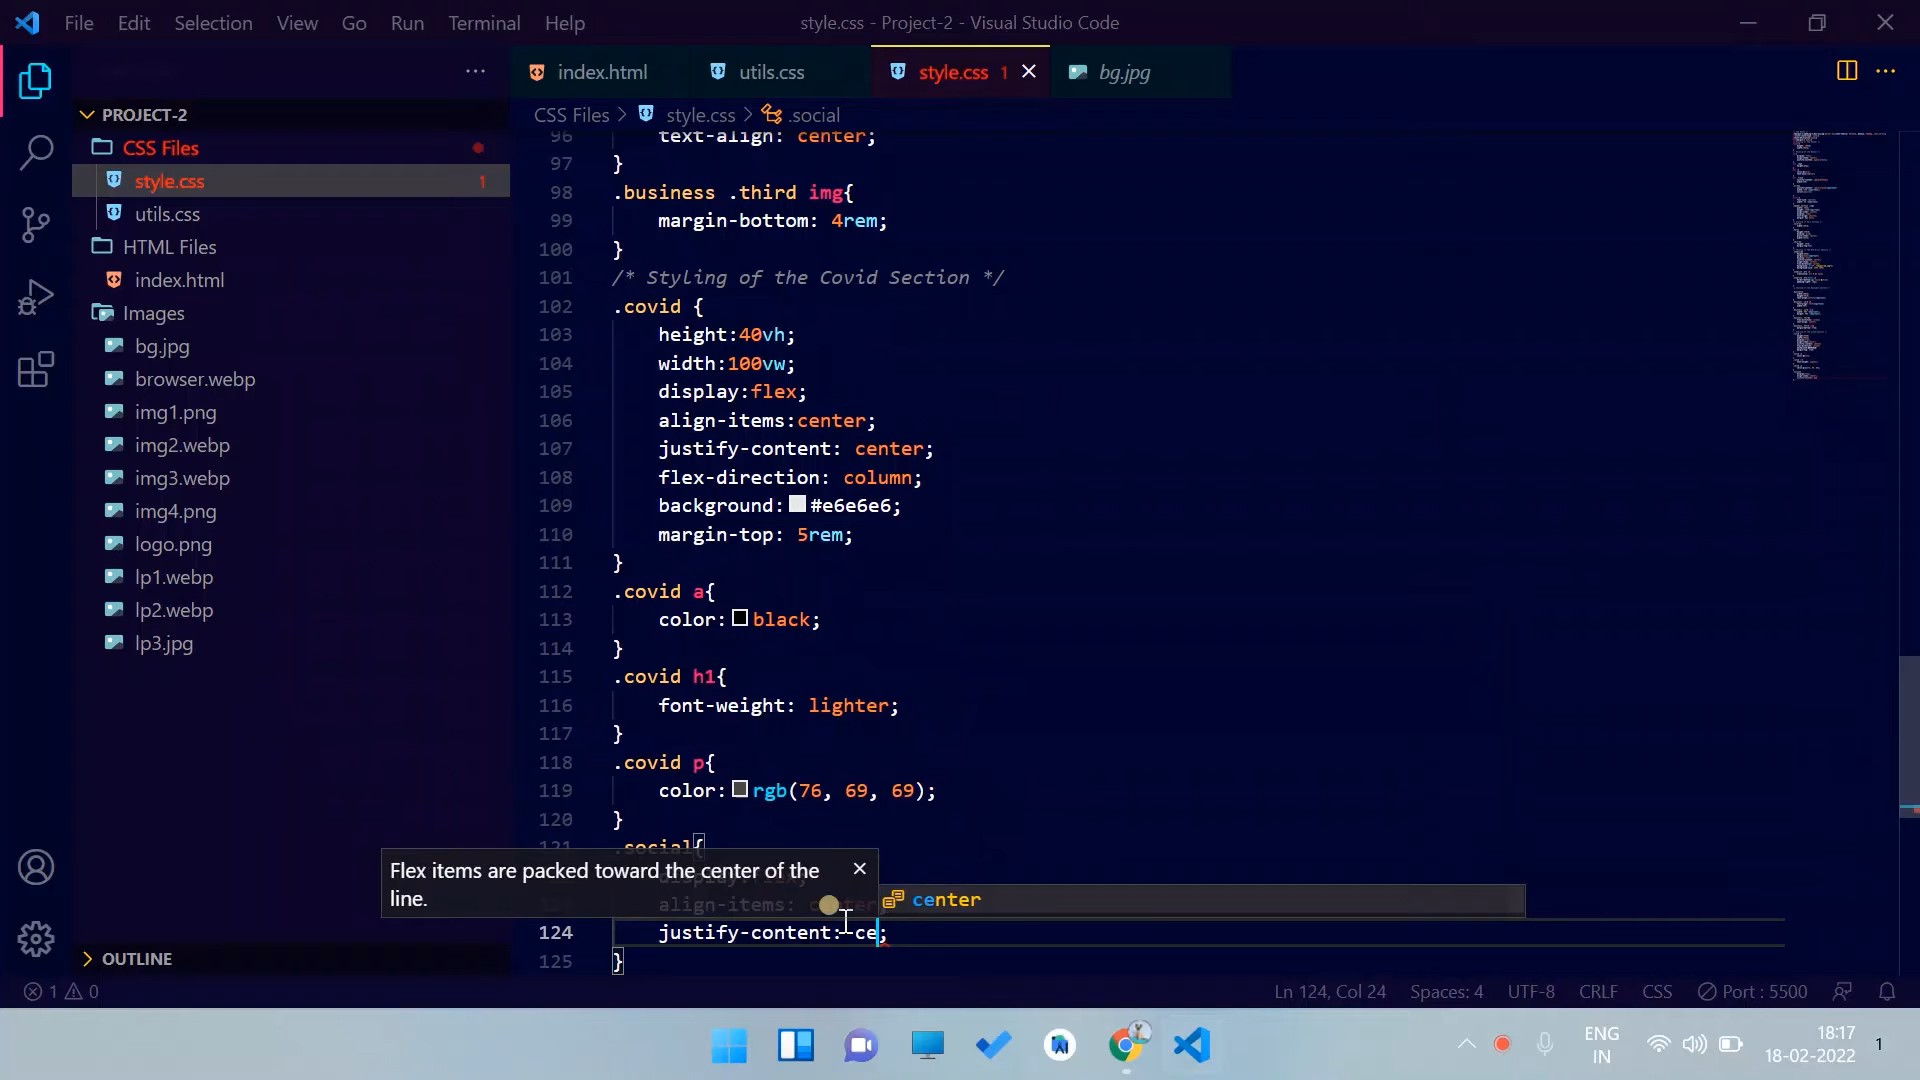 File Edit Selection View Go Run Terminal Help
style.css - Project-2 - Visual Studio Code
index.html
utils.css
style.css 1
bg.jpg
PROJECT-2
CSS Files
style.css 1
utils.css
HTML Files
index.html
Images
bg.jpg
browser.webp
img1.png
img2.webp
img3.webp
img4.png
logo.png
lp1.webp
lp2.webp
lp3.jpg
OUTLINE
CSS Files > style.css > .social
96 text-align: center;
97 }
98 .business .third img{
99 margin-bottom: 4rem;
100 }
101 /* Styling of the Covid Section */
102 .covid {
103 height:40vh;
104 width:100vw;
105 display:flex;
106 align-items:center;
107 justify-content: center;
108 flex-direction: column;
109 background: #e6e6e6;
110 margin-top: 5rem;
111 }
112 .covid a{
113 color: black;
114 }
115 .covid h1{
116 font-weight: lighter;
117 }
118 .covid p{
119 color: rgb(76, 69, 69);
120 }
121 .social{
Flex items are packed toward the center of the
line.
align-items: center
center
124 justify-content: ce;
125 }
1 0
Ln 124, Col 24 Spaces: 4 UTF-8 CRLF CSS Port : 5500
ENG
IN
18:17
18-02-2022
1